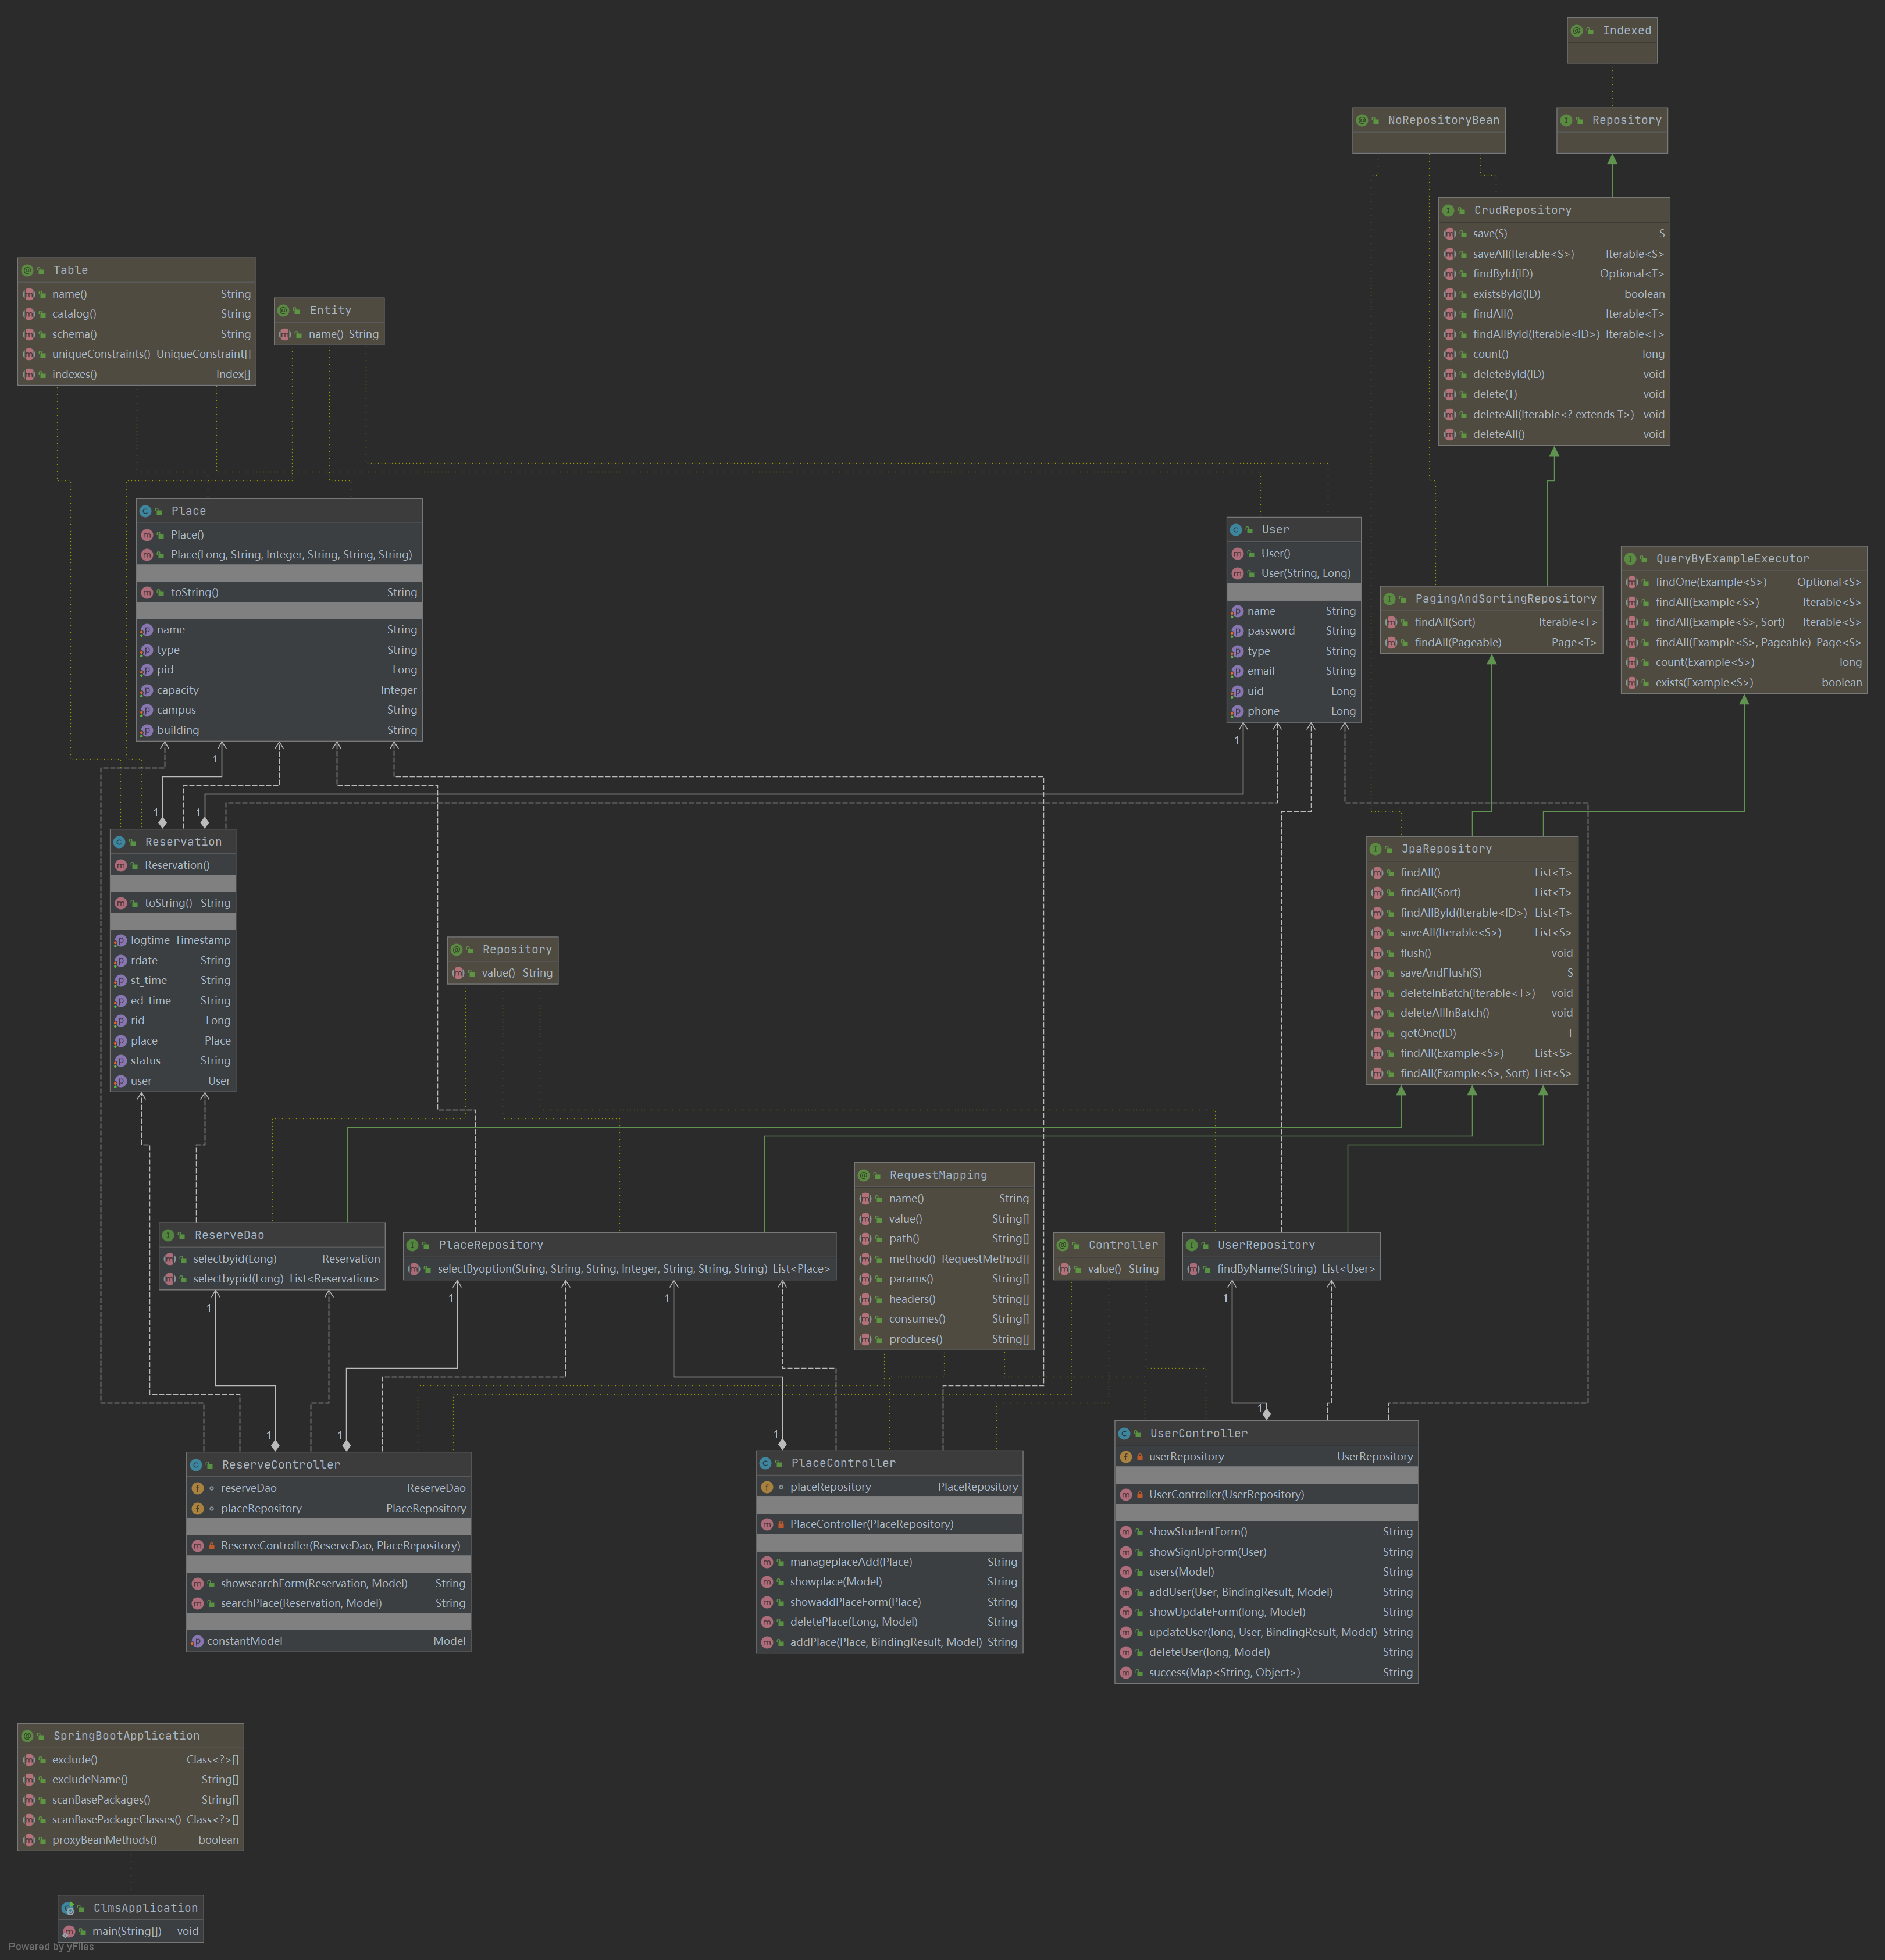 Indexed
NoRepositoryBean
Repository
CrudRepository
save(S) S
saveAll(Iterable<S>) Iterable<S>
findById(ID) Optional<T>
existsById(ID) boolean
findAll() Iterable<T>
findAllById(Iterable<ID>) Iterable<T>
count() long
deleteById(ID) void
delete(T) void
deleteAll(Iterable<? extends T>) void
deleteAll() void
Table
name() String
catalog() String
schema() String
uniqueConstraints() UniqueConstraint[]
indexes() Index[]
Entity
name() String
Place
Place()
Place(Long, String, Integer, String, String, String)
toString() String
name String
type String
pid Long
capacity Integer
campus String
building String
User
User()
User(String, Long)
name String
password String
type String
email String
uid Long
phone Long
PagingAndSortingRepository
findAll(Sort) Iterable<T>
findAll(Pageable) Page<T>
QueryByExampleExecutor
findOne(Example<S>) Optional<S>
findAll(Example<S>) Iterable<S>
findAll(Example<S>, Sort) Iterable<S>
findAll(Example<S>, Pageable) Page<S>
count(Example<S>) long
exists(Example<S>) boolean
1
1
1
1
Reservation
Reservation()
toString() String
logtime Timestamp
rdate String
st_time String
ed_time String
rid Long
place Place
status String
user User
JpaRepository
findAll() List<T>
findAll(Sort) List<T>
findAllById(Iterable<ID>) List<T>
saveAll(Iterable<S>) List<S>
flush() void
saveAndFlush(S) S
deleteInBatch(Iterable<T>) void
deleteAllInBatch() void
getOne(ID) T
findAll(Example<S>) List<S>
findAll(Example<S>, Sort) List<S>
Repository
value() String
ReserveDao
selectbyid(Long) Reservation
selectbypid(Long) List<Reservation>
PlaceRepository
selectByoption(String, String, String, Integer, String, String, String) List<Place>
RequestMapping
name() String
value() String[]
path() String[]
method() RequestMethod[]
params() String[]
headers() String[]
consumes() String[]
produces() String[]
Controller
value() String
UserRepository
findByName(String) List<User>
1
1
1
1
1
1
1
1
ReserveController
reserveDao ReserveDao
placeRepository PlaceRepository
ReserveController(ReserveDao, PlaceRepository)
showsearchForm(Reservation, Model) String
searchPlace(Reservation, Model) String
constantModel Model
PlaceController
placeRepository PlaceRepository
PlaceController(PlaceRepository)
manageplaceAdd(Place) String
showplace(Model) String
showaddPlaceForm(Place) String
deletePlace(Long, Model) String
addPlace(Place, BindingResult, Model) String
UserController
userRepository UserRepository
UserController(UserRepository)
showStudentForm() String
showSignUpForm(User) String
users(Model) String
addUser(User, BindingResult, Model) String
showUpdateForm(long, Model) String
updateUser(long, User, BindingResult, Model) String
deleteUser(long, Model) String
success(Map<String, Object>) String
SpringBootApplication
exclude() Class<?>[]
excludeName() String[]
scanBasePackages() String[]
scanBasePackageClasses() Class<?>[]
proxyBeanMethods() boolean
ClmsApplication
main(String[]) void
Powered by yFiles